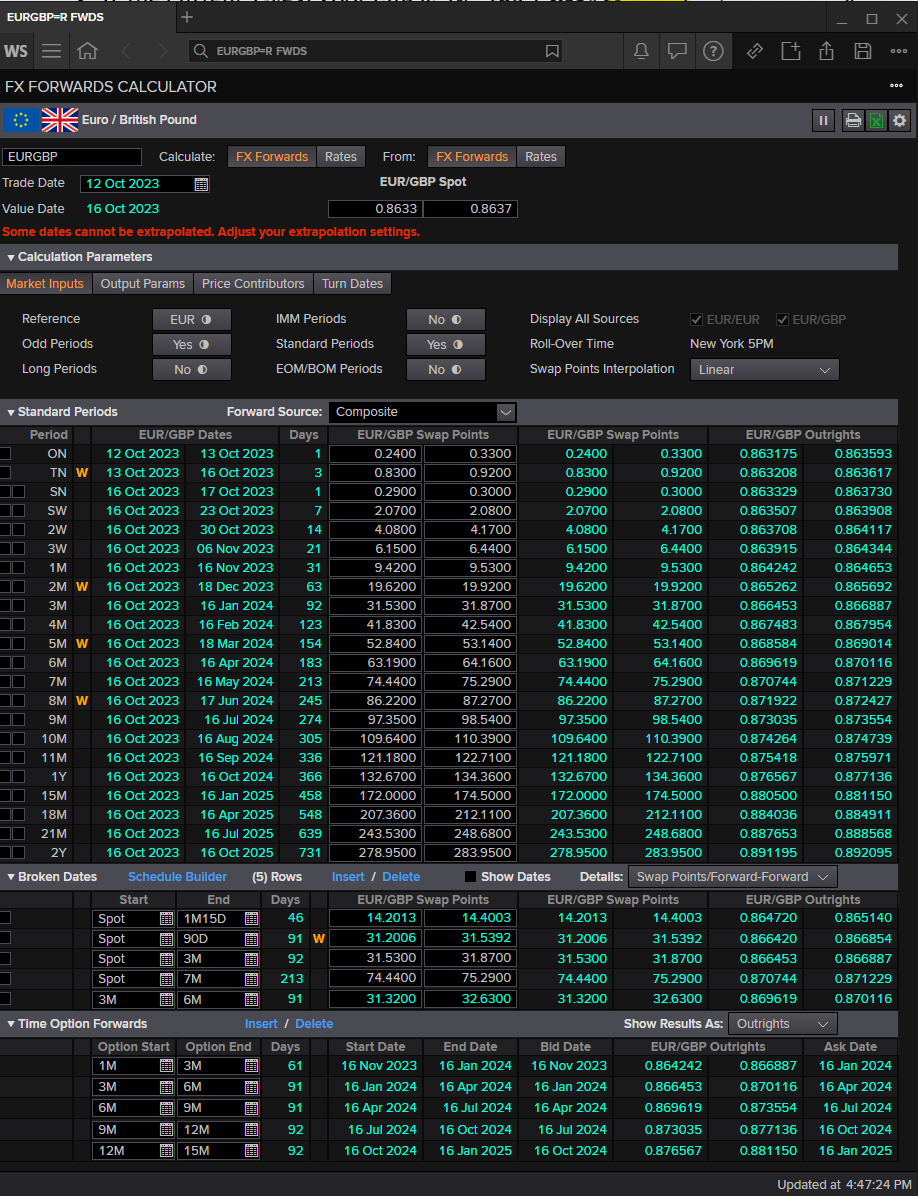 EURGBP=R FWDS
WS EURGBP=R FWDS
FX FORWARDS CALCULATOR
Euro / British Pound
EURGBP Calculate: FX Forwards Rates From: FX Forwards Rates
Trade Date 12 Oct 2023 EUR/GBP Spot
Value Date 16 Oct 2023 0.8633 0.8637
Some dates cannot be extrapolated. Adjust your extrapolation settings.
Calculation Parameters
Market Inputs Output Params Price Contributors Turn Dates
Reference EUR IMM Periods No Display All Sources EUR/EUR EUR/GBP
Odd Periods Yes Standard Periods Yes Roll-Over Time New York 5PM
Long Periods No EOM/BOM Periods No Swap Points Interpolation Linear
Standard Periods Forward Source: Composite
Period EUR/GBP Dates Days EUR/GBP Swap Points EUR/GBP Swap Points EUR/GBP Outrights
ON 12 Oct 2023 13 Oct 2023 1 0.2400 0.3300 0.2400 0.3300 0.863175 0.863593
TN W 13 Oct 2023 16 Oct 2023 3 0.8300 0.9200 0.8300 0.9200 0.863208 0.863617
SN 16 Oct 2023 17 Oct 2023 1 0.2900 0.3000 0.2900 0.3000 0.863329 0.863730
SW 16 Oct 2023 23 Oct 2023 7 2.0700 2.0800 2.0700 2.0800 0.863507 0.863908
2W 16 Oct 2023 30 Oct 2023 14 4.0800 4.1700 4.0800 4.1700 0.863708 0.864117
3W 16 Oct 2023 06 Nov 2023 21 6.1500 6.4400 6.1500 6.4400 0.863915 0.864344
1M 16 Oct 2023 16 Nov 2023 31 9.4200 9.5300 9.4200 9.5300 0.864242 0.864653
2M W 16 Oct 2023 18 Dec 2023 63 19.6200 19.9200 19.6200 19.9200 0.865262 0.865692
3M 16 Oct 2023 16 Jan 2024 92 31.5300 31.8700 31.5300 31.8700 0.866453 0.866887
4M 16 Oct 2023 16 Feb 2024 123 41.8300 42.5400 41.8300 42.5400 0.867483 0.867954
5M W 16 Oct 2023 18 Mar 2024 154 52.8400 53.1400 52.8400 53.1400 0.868584 0.869014
6M 16 Oct 2023 16 Apr 2024 183 63.1900 64.1600 63.1900 64.1600 0.869619 0.870116
7M 16 Oct 2023 16 May 2024 213 74.4400 75.2900 74.4400 75.2900 0.870744 0.871229
8M W 16 Oct 2023 17 Jun 2024 245 86.2200 87.2700 86.2200 87.2700 0.871922 0.872427
9M 16 Oct 2023 16 Jul 2024 274 97.3500 98.5400 97.3500 98.5400 0.873035 0.873554
10M 16 Oct 2023 16 Aug 2024 305 109.6400 110.3900 109.6400 110.3900 0.874264 0.874739
11M 16 Oct 2023 16 Sep 2024 336 121.1800 122.7100 121.1800 122.7100 0.875418 0.875971
1Y 16 Oct 2023 16 Oct 2024 366 132.6700 134.3600 132.6700 134.3600 0.876567 0.877136
15M 16 Oct 2023 16 Jan 2025 458 172.0000 174.5000 172.0000 174.5000 0.880500 0.881150
18M 16 Oct 2023 16 Apr 2025 548 207.3600 212.1100 207.3600 212.1100 0.884036 0.884911
21M 16 Oct 2023 16 Jul 2025 639 243.5300 248.6800 243.5300 248.6800 0.887653 0.888568
2Y 16 Oct 2023 16 Oct 2025 731 278.9500 283.9500 278.9500 283.9500 0.891195 0.892095
Broken Dates Schedule Builder (5) Rows Insert / Delete Show Dates Details: Swap Points/Forward-Forward
Start End Days EUR/GBP Swap Points EUR/GBP Swap Points EUR/GBP Outrights
Spot 1M15D 46 14.2013 14.4003 14.2013 14.4003 0.864720 0.865140
Spot 90D 91 W 31.2006 31.5392 31.2006 31.5392 0.866420 0.866854
Spot 3M 92 31.5300 31.8700 31.5300 31.8700 0.866453 0.866887
Spot 7M 213 74.4400 75.2900 74.4400 75.2900 0.870744 0.871229
3M 6M 91 31.3200 32.6300 31.3200 32.6300 0.869619 0.870116
Time Option Forwards Insert / Delete Show Results As: Outrights
Option Start Option End Days Start Date End Date Bid Date EUR/GBP Outrights Ask Date
1M 3M 61 16 Nov 2023 16 Jan 2024 16 Nov 2023 0.864242 0.866887 16 Jan 2024
3M 6M 91 16 Jan 2024 16 Apr 2024 16 Jan 2024 0.866453 0.870116 16 Apr 2024
6M 9M 91 16 Apr 2024 16 Jul 2024 16 Apr 2024 0.869619 0.873554 16 Jul 2024
9M 12M 92 16 Jul 2024 16 Oct 2024 16 Jul 2024 0.873035 0.877136 16 Oct 2024
12M 15M 92 16 Oct 2024 16 Jan 2025 16 Oct 2024 0.876567 0.881150 16 Jan 2025
Updated at 4:47:24 PM